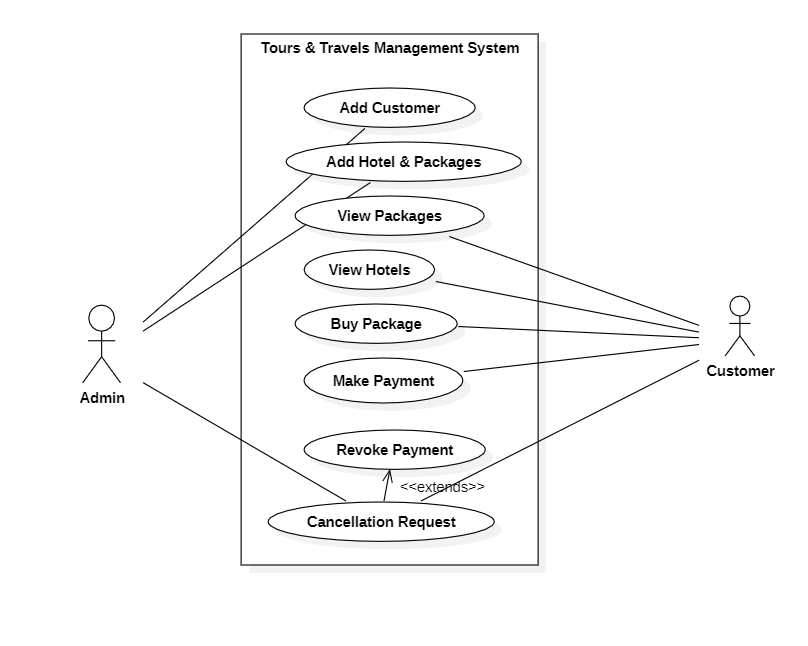 Tours & Travels Management System
Add Customer
Add Hotel & Packages
View Packages
View Hotels
Buy Package
Make Payment
Customer
Admin
Revoke Payment
<<extends>>
Cancellation Request